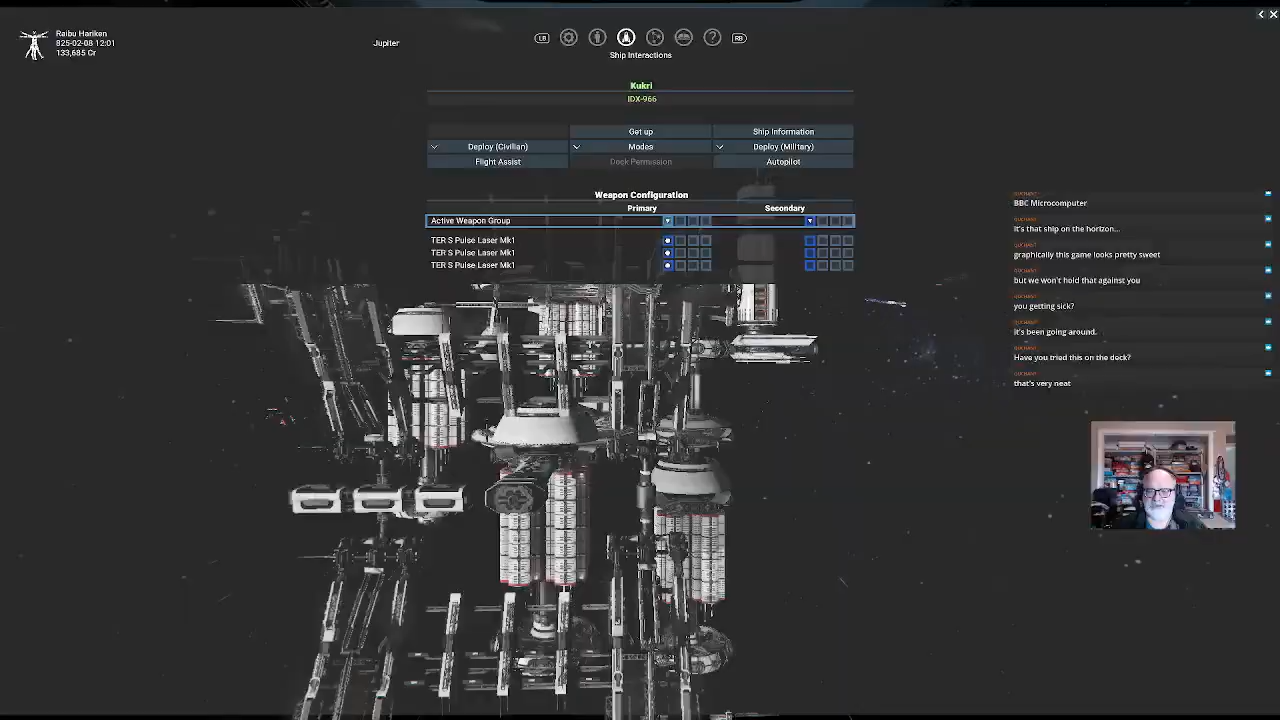 Raibu Hariken
825-02-08 12:01
133,685 Cr
Jupiter
LB
?
RB
Ship Interactions
Kukri
IDX-966
Get up
Ship Information
Deploy (Civilian)
Modes
Deploy (Military)
Flight Assist
Dock Permission
Autopilot
Weapon Configuration
Primary
Secondary
Active Weapon Group
TER S Pulse Laser Mk1
TER S Pulse Laser Mk1
TER S Pulse Laser Mk1
BBC Microcomputer
It's that ship on the horizon...
graphically this game looks pretty sweet
but we won't hold that against you
you getting sick?
it's been going around.
Have you tried this on the deck?
that's very neat